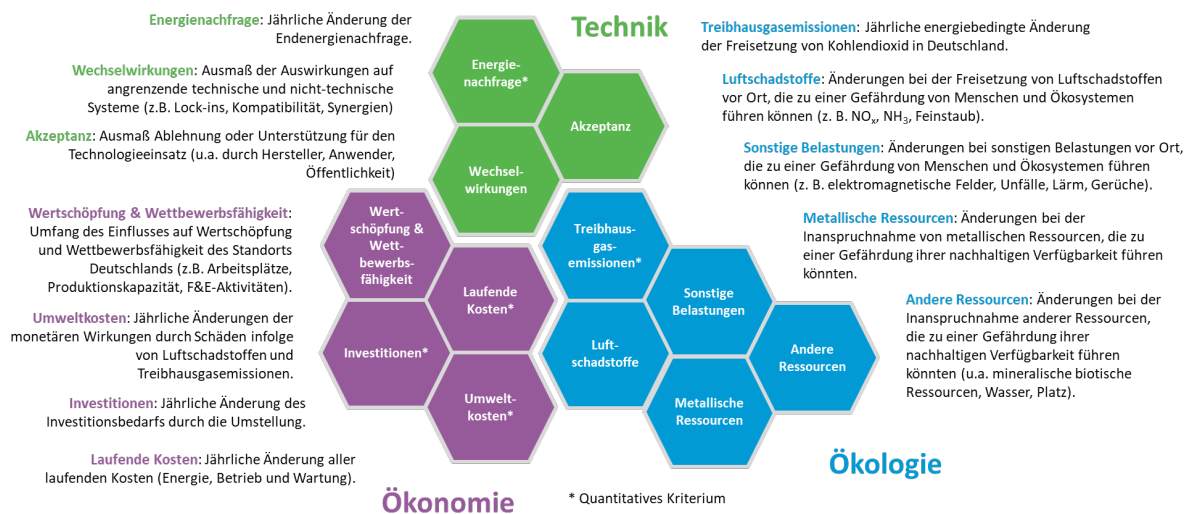 Technik
Energienachfrage: Jährliche Änderung der
Endenergienachfrage.
Wechselwirkungen: Ausmaß der Auswirkungen auf
angrenzende technische und nicht-technische
Systeme (z.B. Lock-ins, Kompatibilität, Synergien)
Akzeptanz: Ausmaß Ablehnung oder Unterstützung für den
Technologieeinsatz (u.a. durch Hersteller, Anwender,
Öffentlichkeit)
Wertschöpfung & Wettbewerbsfähigkeit:
Umfang des Einflusses auf Wertschöpfung
und Wettbewerbsfähigkeit des Standorts
Deutschlands (z.B. Arbeitsplätze,
Produktionskapazität, F&E-Aktivitäten).
Umweltkosten: Jährliche Änderungen der
monetären Wirkungen durch Schäden infolge
von Luftschadstoffen und
Treibhausgasemissionen.
Investitionen: Jährliche Änderung des
Investitionsbedarfs durch die Umstellung.
Laufende Kosten: Jährliche Änderung aller
laufenden Kosten (Energie, Betrieb und Wartung).
Energie-
nachfrage*
Akzeptanz
Wechsel-
wirkungen
Wert-
schöpfung &
Wett-
bewerbs-
fähigkeit
Laufende
Kosten*
Investitionen*
Umwelt-
kosten*
Treibhaus-
gas-
emissionen*
Sonstige
Belastungen
Luft-
schadstoffe
Andere
Ressourcen
Metallische
Ressourcen
Treibhausgasemissionen: Jährliche energiebedingte Änderung
der Freisetzung von Kohlendioxid in Deutschland.
Luftschadstoffe: Änderungen bei der Freisetzung von Luftschadstoffen
vor Ort, die zu einer Gefährdung von Menschen und Ökosystemen
führen können (z. B. NOₓ, NH₃, Feinstaub).
Sonstige Belastungen: Änderungen bei sonstigen Belastungen vor Ort,
die zu einer Gefährdung von Menschen und Ökosystemen führen
können (z. B. elektromagnetische Felder, Unfälle, Lärm, Gerüche).
Metallische Ressourcen: Änderungen bei der
Inanspruchnahme von metallischen Ressourcen, die zu
einer Gefährdung ihrer nachhaltigen Verfügbarkeit führen
könnten.
Andere Ressourcen: Änderungen bei der
Inanspruchnahme anderer Ressourcen,
die zu einer Gefährdung ihrer
nachhaltigen Verfügbarkeit führen
könnten (u.a. mineralische biotische
Ressourcen, Wasser, Platz).
Ökologie
Ökonomie
* Quantitatives Kriterium